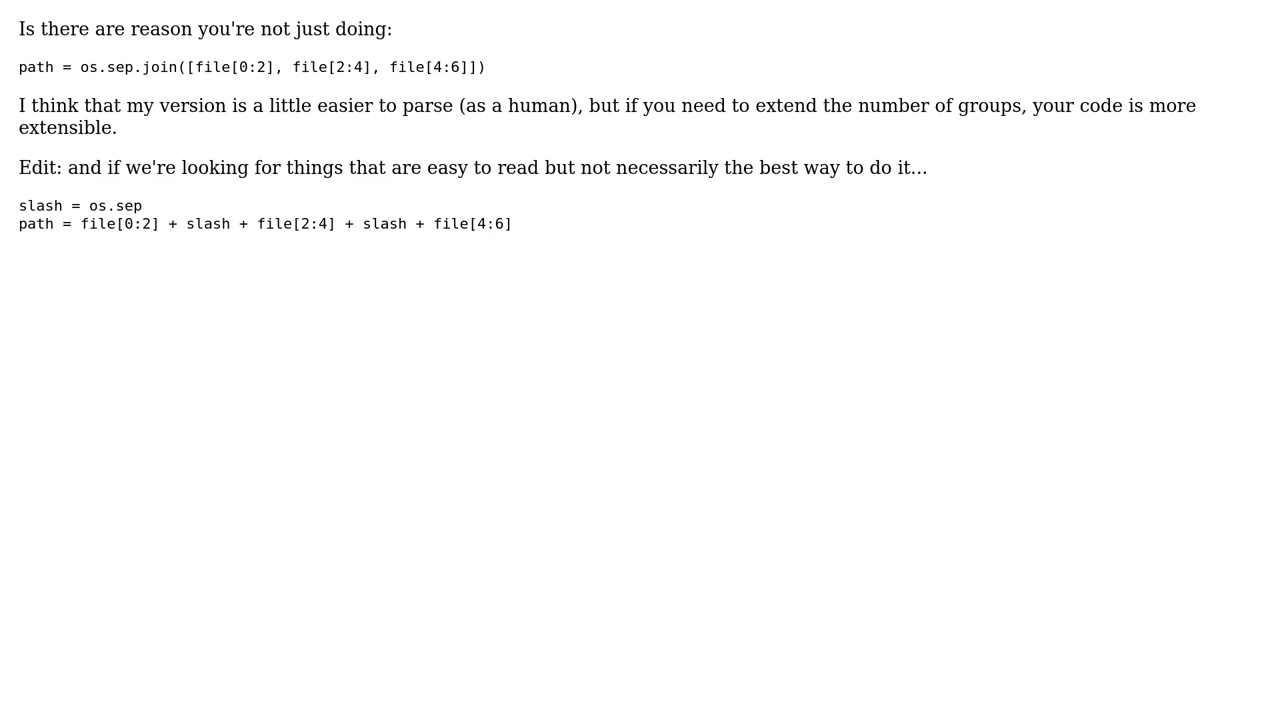 Is there are reason you're not just doing:
path = os.sep.join([file[0:2], file[2:4], file[4:6]])
I think that my version is a little easier to parse (as a human), but if you need to extend the number of groups, your code is more
extensible.
Edit: and if we're looking for things that are easy to read but not necessarily the best way to do it...
slash = os.sep
path = file[0:2] + slash + file[2:4] + slash + file[4:6]